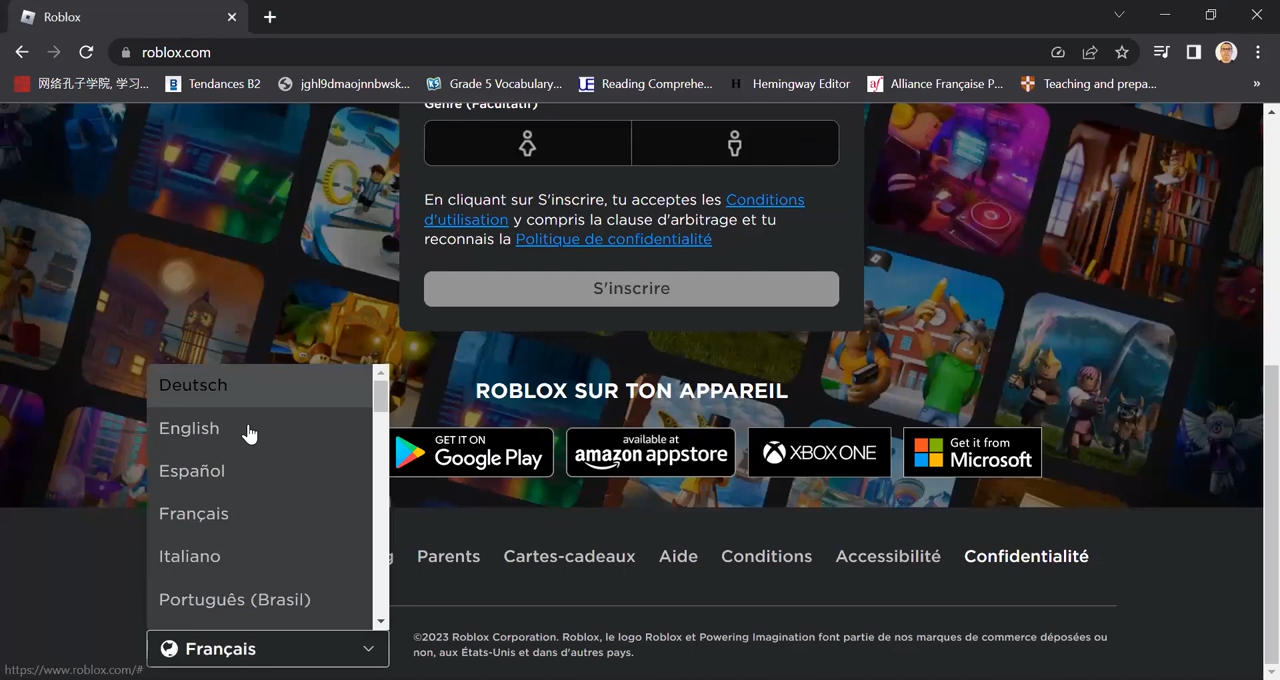 Roblox
roblox.com
网络孔子学院, 学习...
Tendances B2
jghl9dmaojnnbwsk...
Grade 5 Vocabulary...
Reading Comprehe...
Hemingway Editor
Alliance Française P...
Teaching and prepa...
Genre (Facultatif)
En cliquant sur S'inscrire, tu acceptes les Conditions
d'utilisation y compris la clause d'arbitrage et tu
reconnais la Politique de confidentialité
S'inscrire
ROBLOX SUR TON APPAREIL
GET IT ON
Google Play
available at
amazon appstore
XBOX ONE
Get it from
Microsoft
Deutsch
English
Español
Français
Italiano
Português (Brasil)
Français
Parents Cartes-cadeaux Aide Conditions Accessibilité Confidentialité
©2023 Roblox Corporation. Roblox, le logo Roblox et Powering Imagination font partie de nos marques de commerce déposées ou
non, aux États-Unis et dans d'autres pays.
https://www.roblox.com/#